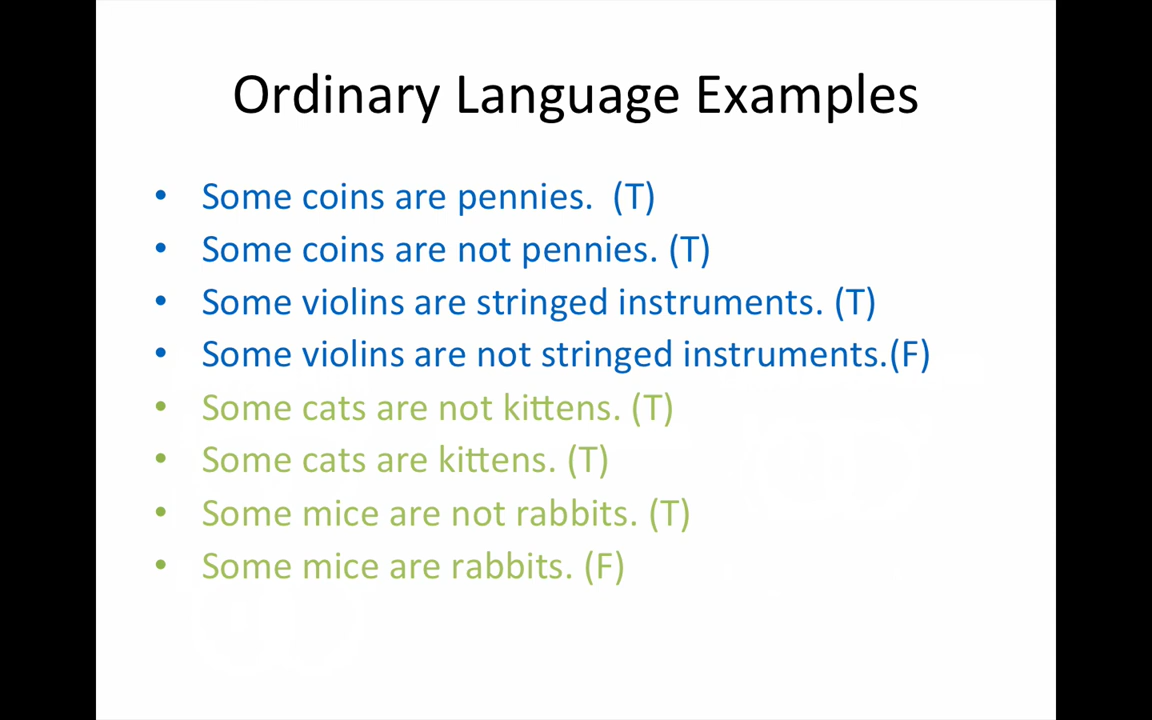 Ordinary Language Examples
• Some coins are pennies.  (T)
• Some coins are not pennies. (T)
• Some violins are stringed instruments. (T)
• Some violins are not stringed instruments.(F)
• Some cats are not kittens. (T)
• Some cats are kittens. (T)
• Some mice are not rabbits. (T)
• Some mice are rabbits. (F)